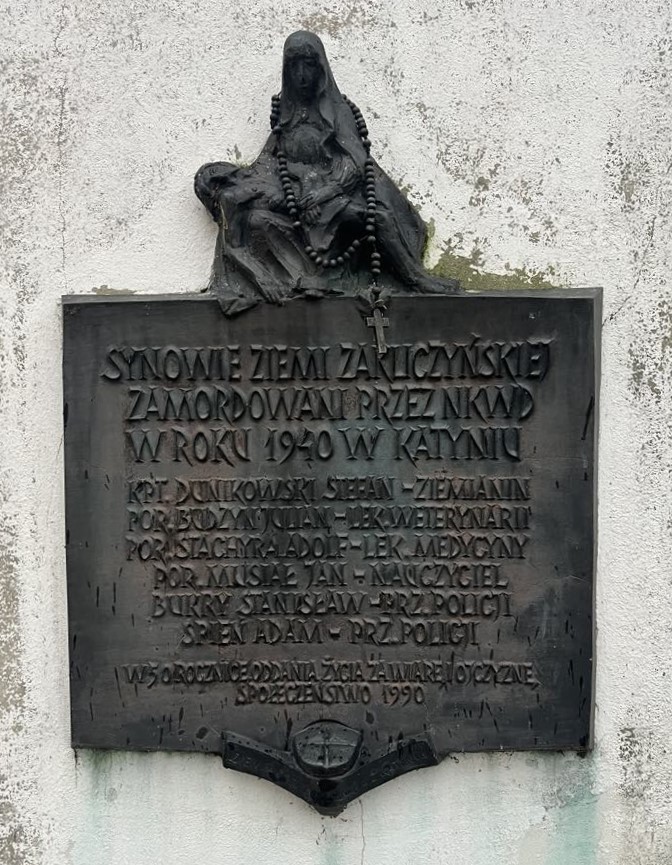 SYNOWIE ZIEMI ZAKLICZYŃSKIEJ
ZAMORDOWANI PRZEZ NKWD
W ROKU 1940 W KATYNIU
KPT. DUNIKOWSKI STEFAN - ZIEMIANIN
POR. BUDZYN JULIAN - LEK. WETERYNARII
POR. STACHYRA ADOLF - LEK. MEDYCYNY
POR. MUSIAŁ JAN - NAUCZYCIEL
BUKRY STANISŁAW - PRZ. POLICJI
ŚPIEŃ ADAM - PRZ. POLICJI
W 50 ROCZNICĘ ODDANIA ŻYCIA ZA WIARĘ I OJCZYZNĘ
SPOŁECZEŃSTWO 1990